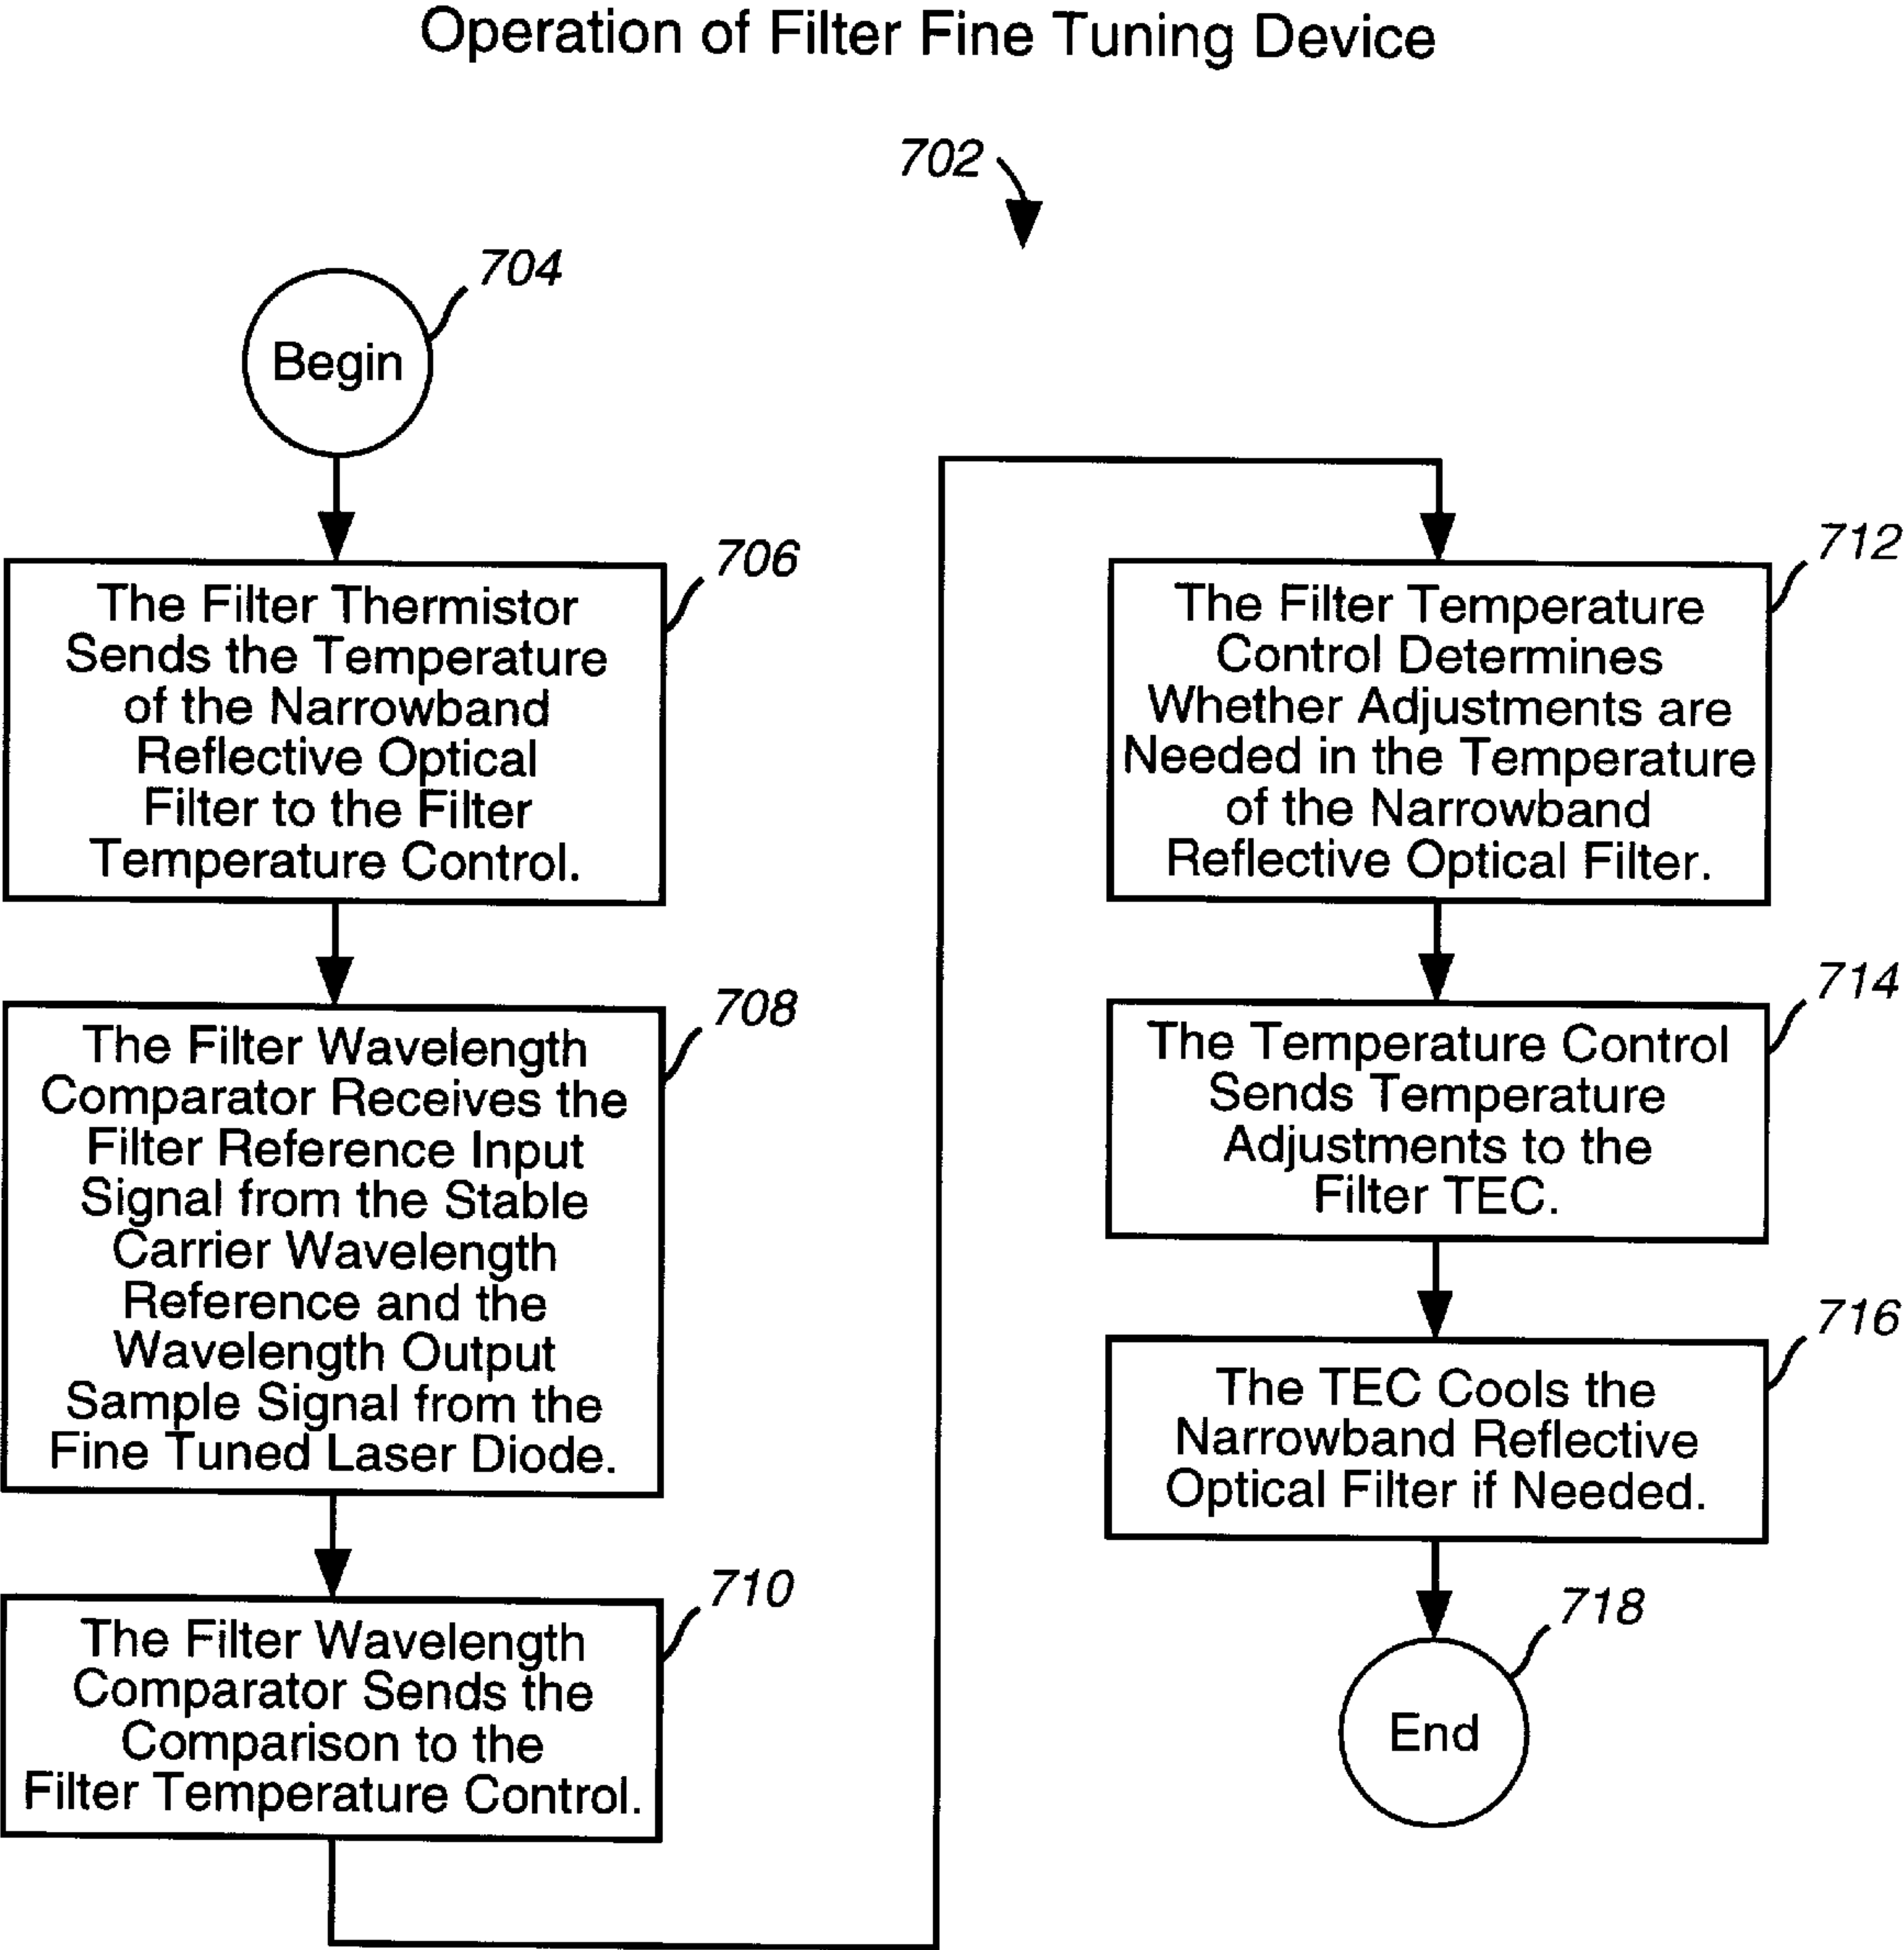 Operation of Filter Fine Tuning Device
702
704
Begin
706
The Filter Thermistor
Sends the Temperature
of the Narrowband
Reflective Optical
Filter to the Filter
Temperature Control.
708
The Filter Wavelength
Comparator Receives the
Filter Reference Input
Signal from the Stable
Carrier Wavelength
Reference and the
Wavelength Output
Sample Signal from the
Fine Tuned Laser Diode.
710
The Filter Wavelength
Comparator Sends the
Comparison to the
Filter Temperature Control.
712
The Filter Temperature
Control Determines
Whether Adjustments are
Needed in the Temperature
of the Narrowband
Reflective Optical Filter.
714
The Temperature Control
Sends Temperature
Adjustments to the
Filter TEC.
716
The TEC Cools the
Narrowband Reflective
Optical Filter if Needed.
718
End